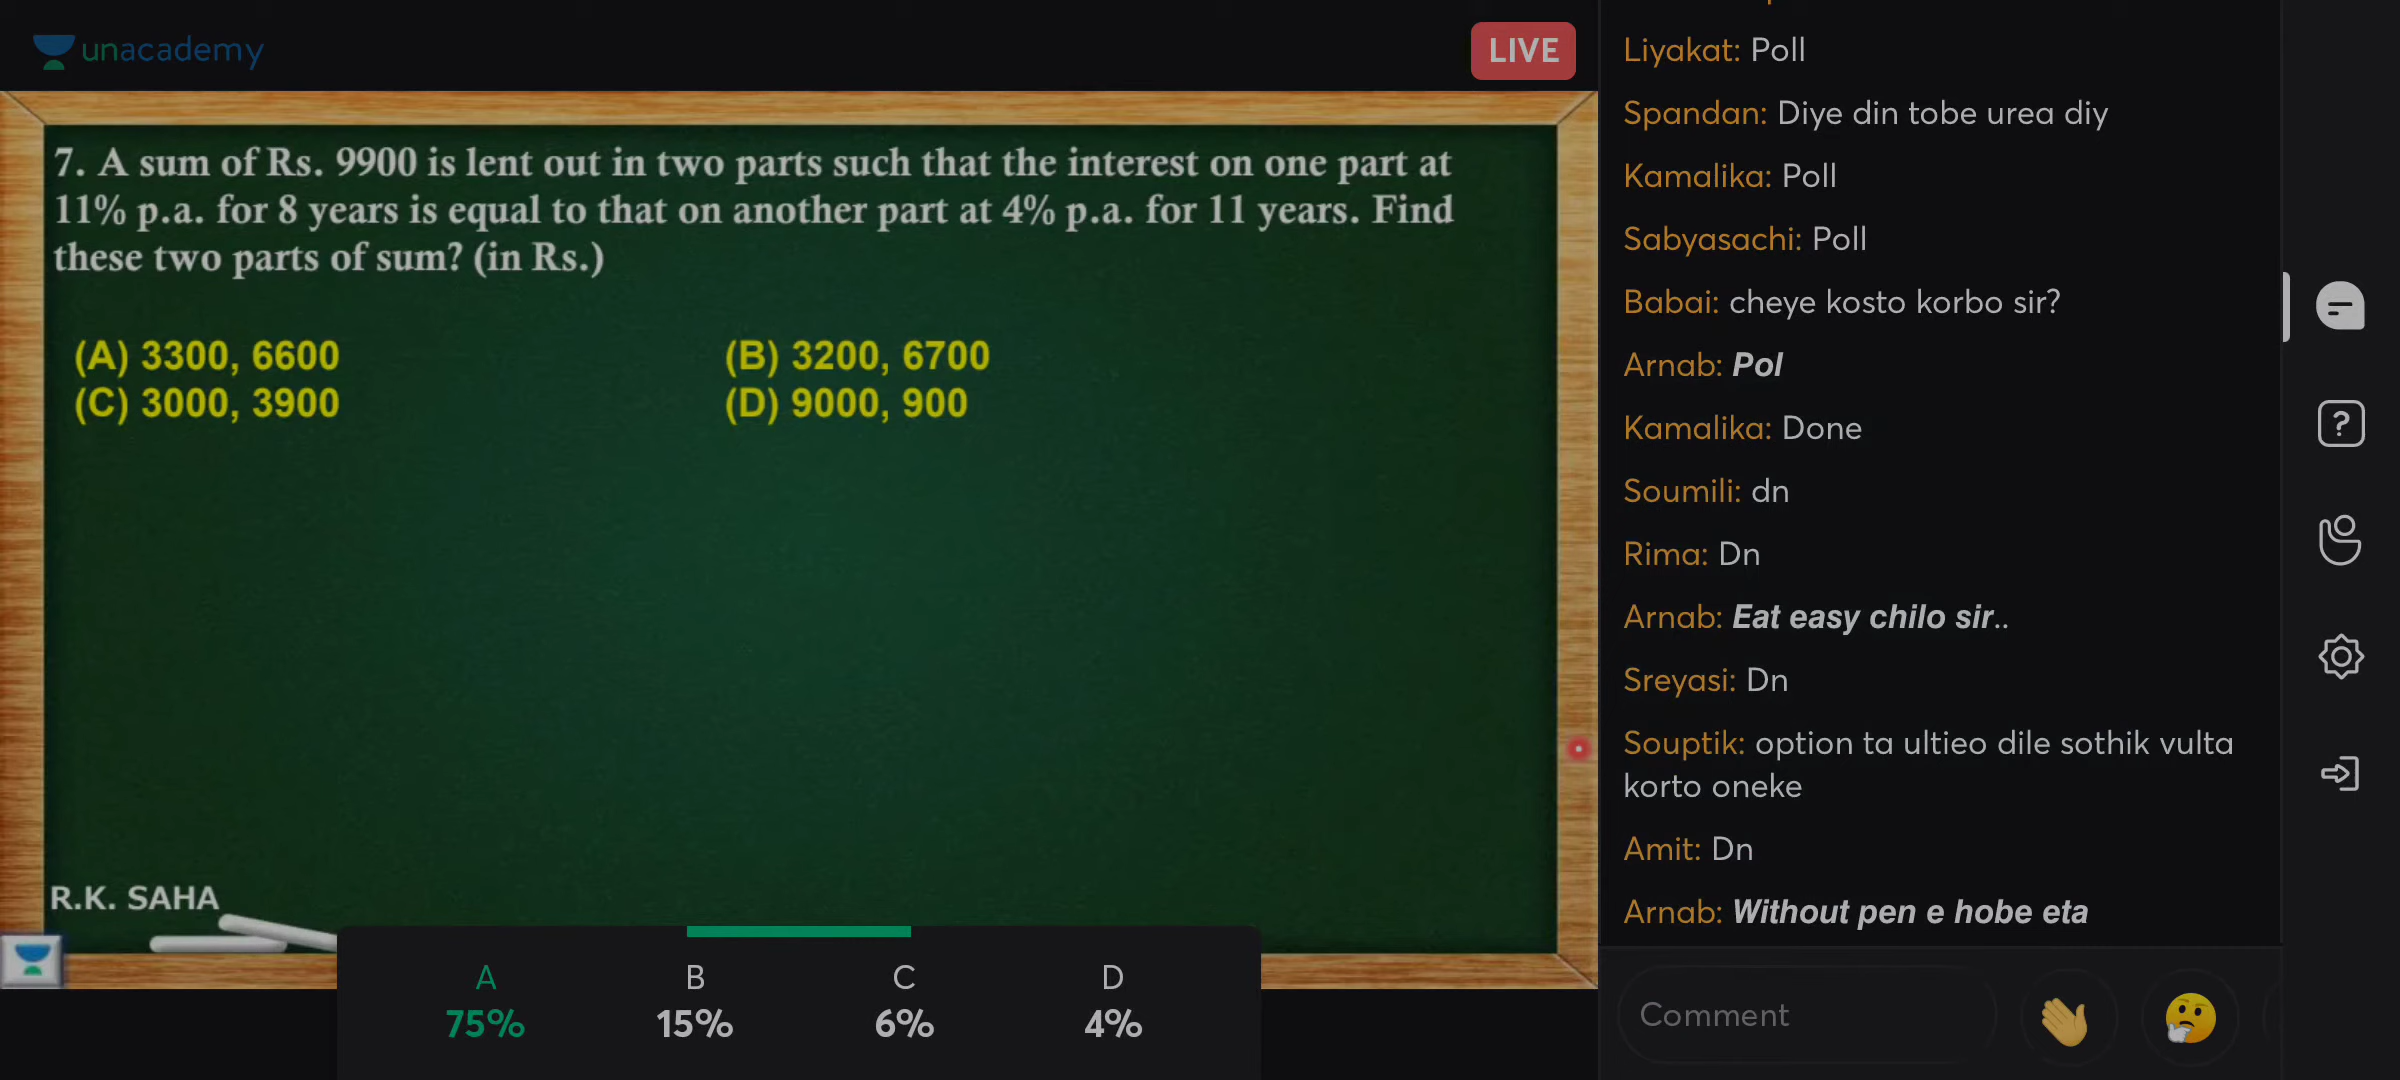 unacademy
LIVE
7. A sum of Rs. 9900 is lent out in two parts such that the interest on one part at
11% p.a. for 8 years is equal to that on another part at 4% p.a. for 11 years. Find
these two parts of sum? (in Rs.)
(A) 3300, 6600
(B) 3200, 6700
(C) 3000, 3900
(D) 9000, 900
R.K. SAHA
A
B
C
D
75%
15%
6%
4%
Liyakat: Poll
Spandan: Diye din tobe urea diy
Kamalika: Poll
Sabyasachi: Poll
Babai: cheye kosto korbo sir?
Arnab: Pol
Kamalika: Done
Soumili: dn
Rima: Dn
Arnab: Eat easy chilo sir..
Sreyasi: Dn
Souptik: option ta ultieo dile sothik vulta
korto oneke
Amit: Dn
Arnab: Without pen e hobe eta
Comment